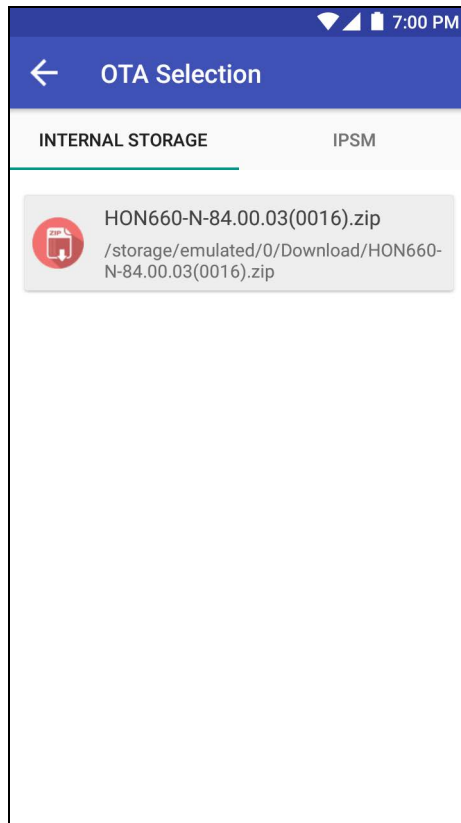 7:00 PM
OTA Selection
INTERNAL STORAGE
IPSM
ZIP
HON660-N-84.00.03(0016).zip
/storage/emulated/0/Download/HON660-
N-84.00.03(0016).zip